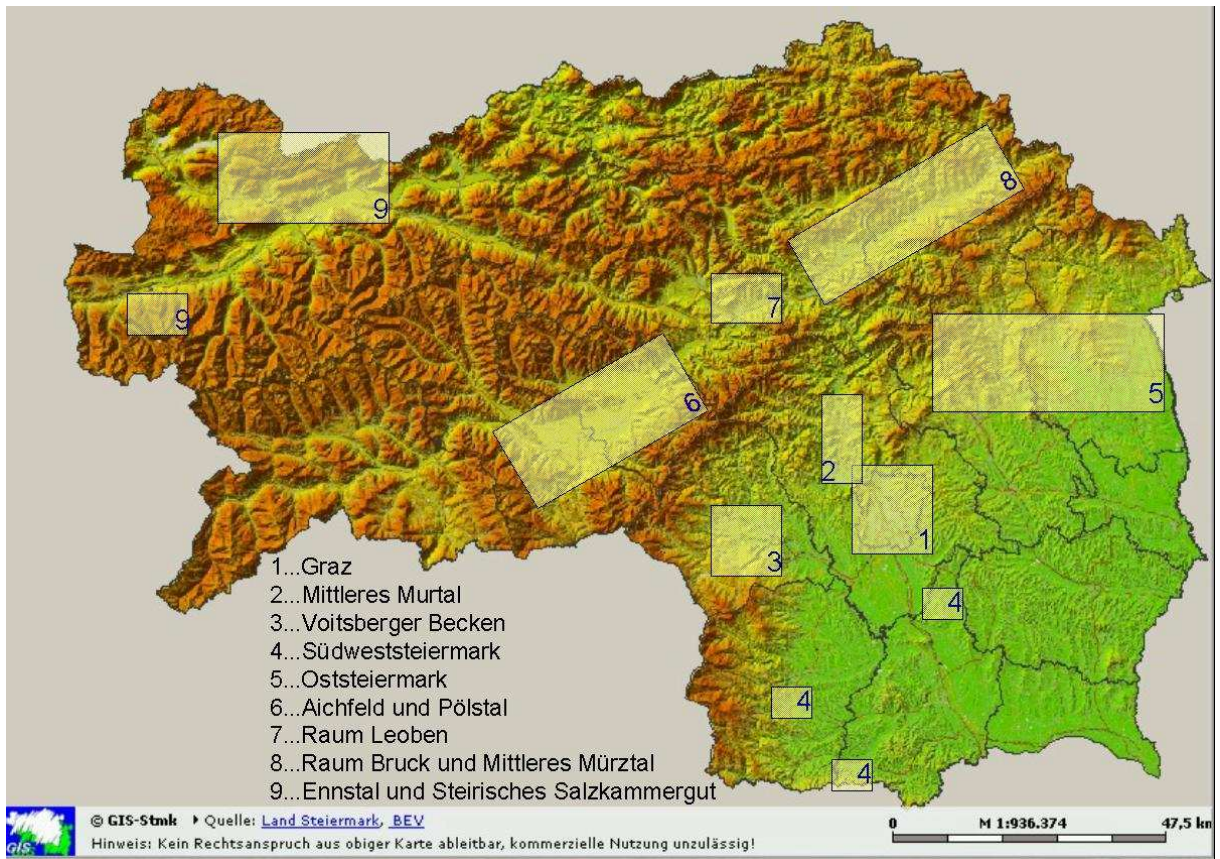 9
8
7
9
5
6
2
1
3
4
4
4
1...Graz
2...Mittleres Murtal
3...Voitsberger Becken
4...Südweststeiermark
5...Oststeiermark
6...Aichfeld und Pölstal
7...Raum Leoben
8...Raum Bruck und Mittleres Mürztal
9...Ennstal und Steirisches Salzkammergut
GIS
© GIS-Stmk Quelle: Land Steiermark, BEV
Hinweis: Kein Rechtsanspruch aus obiger Karte ableitbar, kommerzielle Nutzung unzulässig!
0 M 1:936.374 47,5 km